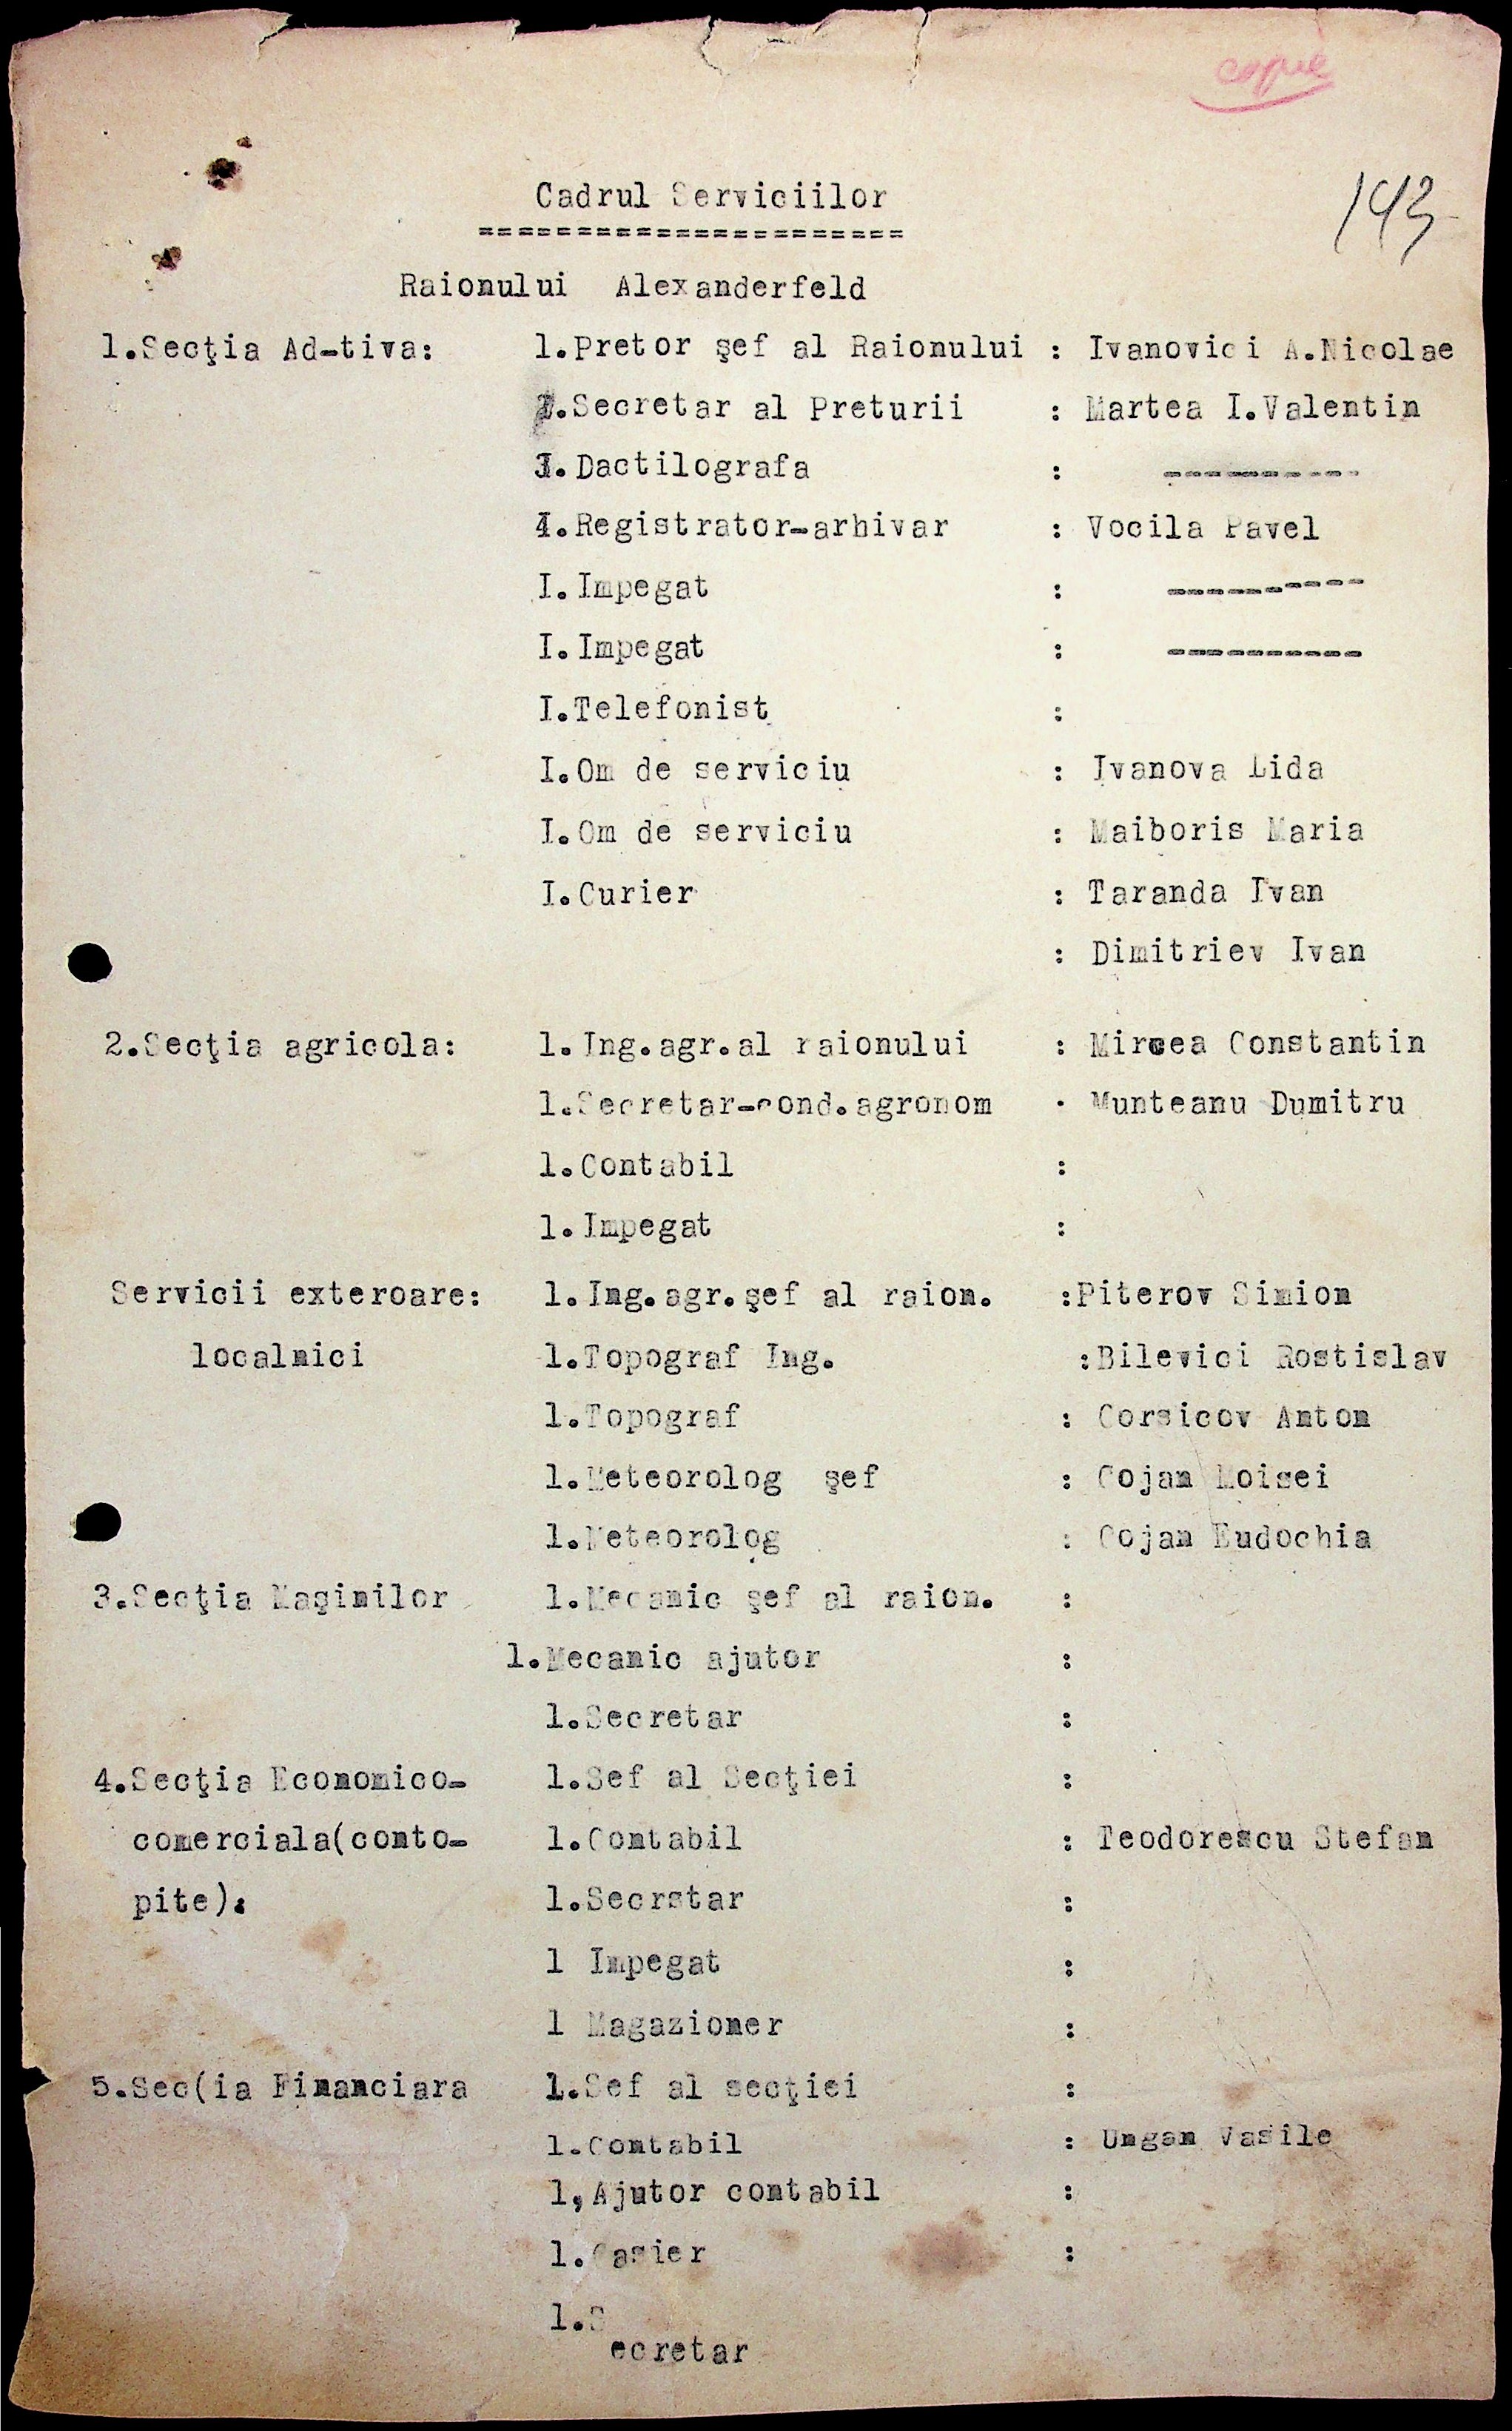 copie
143
Cadrul Serviciilor
======================
Raionului Alexanderfeld
1.Secţia Ad-tiva: 1.Pretor şef al Raionului : Ivanovici A.Nicolae
.Secretar al Preturii : Martea I.Valentin
3.Dactilografa : ----------
4.Registrator-arhivar : Vocila Pavel
I.Impegat : ----------
I.Impegat : ----------
I.Telefonist :
I.Om de serviciu : Ivanova Lida
I.Om de serviciu : Maiboris Maria
I.Curier : Taranda Ivan
: Dimitriev Ivan
2.Secţia agricola: 1.Ing.agr.al raionului : Mircea Constantin
1.Secretar-cond.agronom : Munteanu Dumitru
1.Contabil :
1.Impegat :
Servicii exteroare: 1.Ing.agr.şef al raion. :Piterov Simion
localnici 1.Topograf Ing. :Bilevici Rostislav
1.Topograf : Corsicov Anton
1.Meteorolog şef : Cojan Moisei
1.Meteorolog : Cojan Eudochia
3.Secţia Maşinilor 1.Mecanic şef al raion. :
1.Mecanic ajutor :
1.Secretar :
4.Secţia Economico- 1.Sef al Secţiei :
comerciala(conto- 1.Contabil : Teodorescu Stefan
pite): 1.Secrstar :
1 Impegat :
1 Magazioner :
5.Sec(ia Financiara 1.Sef al secţiei :
1.Contabil : Ungan Vasile
1,Ajutor contabil :
1.Casier :
1.S
ecretar